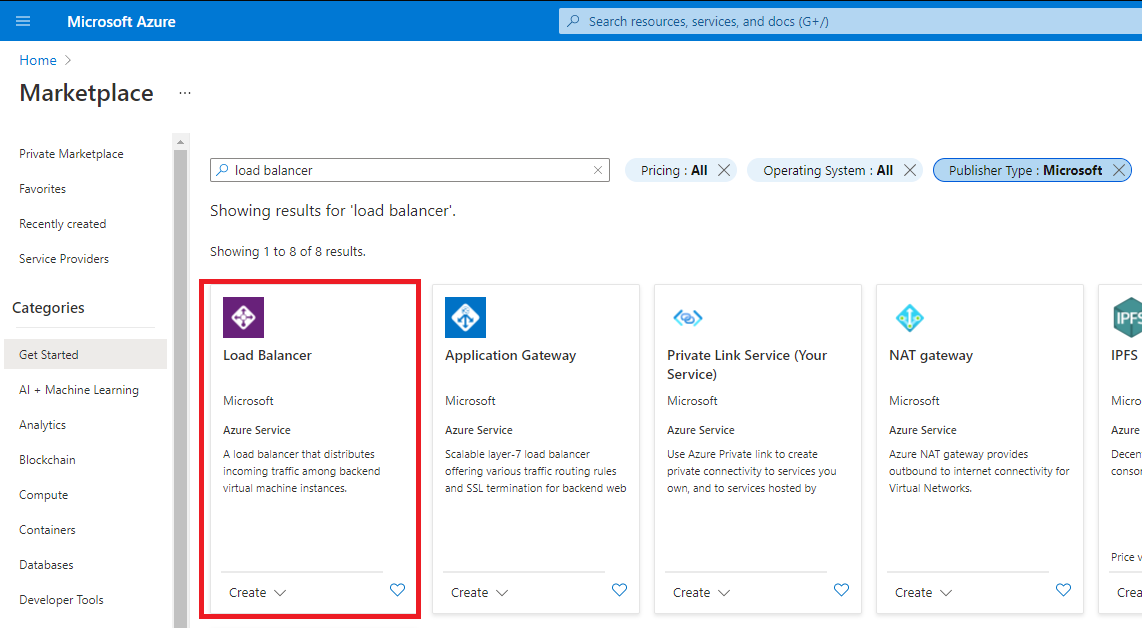 Microsoft Azure
Search resources, services, and docs (G+/)
Home
Marketplace
...
Private Marketplace
Favorites
Recently created
Service Providers
Categories
Get Started
AI + Machine Learning
Analytics
Blockchain
Compute
Containers
Databases
Developer Tools
load balancer
Pricing : All
Operating System : All
Publisher Type : Microsoft
Showing results for 'load balancer'.
Showing 1 to 8 of 8 results.
Load Balancer
Microsoft
Azure Service
A load balancer that distributes
incoming traffic among backend
virtual machine instances.
Create
Application Gateway
Microsoft
Azure Service
Scalable layer-7 load balancer
offering various traffic routing rules
and SSL termination for backend web
Create
Private Link Service (Your
Service)
Microsoft
Azure Service
Use Azure Private link to create
private connectivity to services you
own, and to services hosted by
Create
NAT gateway
Microsoft
Azure Service
Azure NAT gateway provides
outbound to internet connectivity for
Virtual Networks.
Create
IPFS
IPFS
Micro
Azure
Decen
consor
Price v
Crea